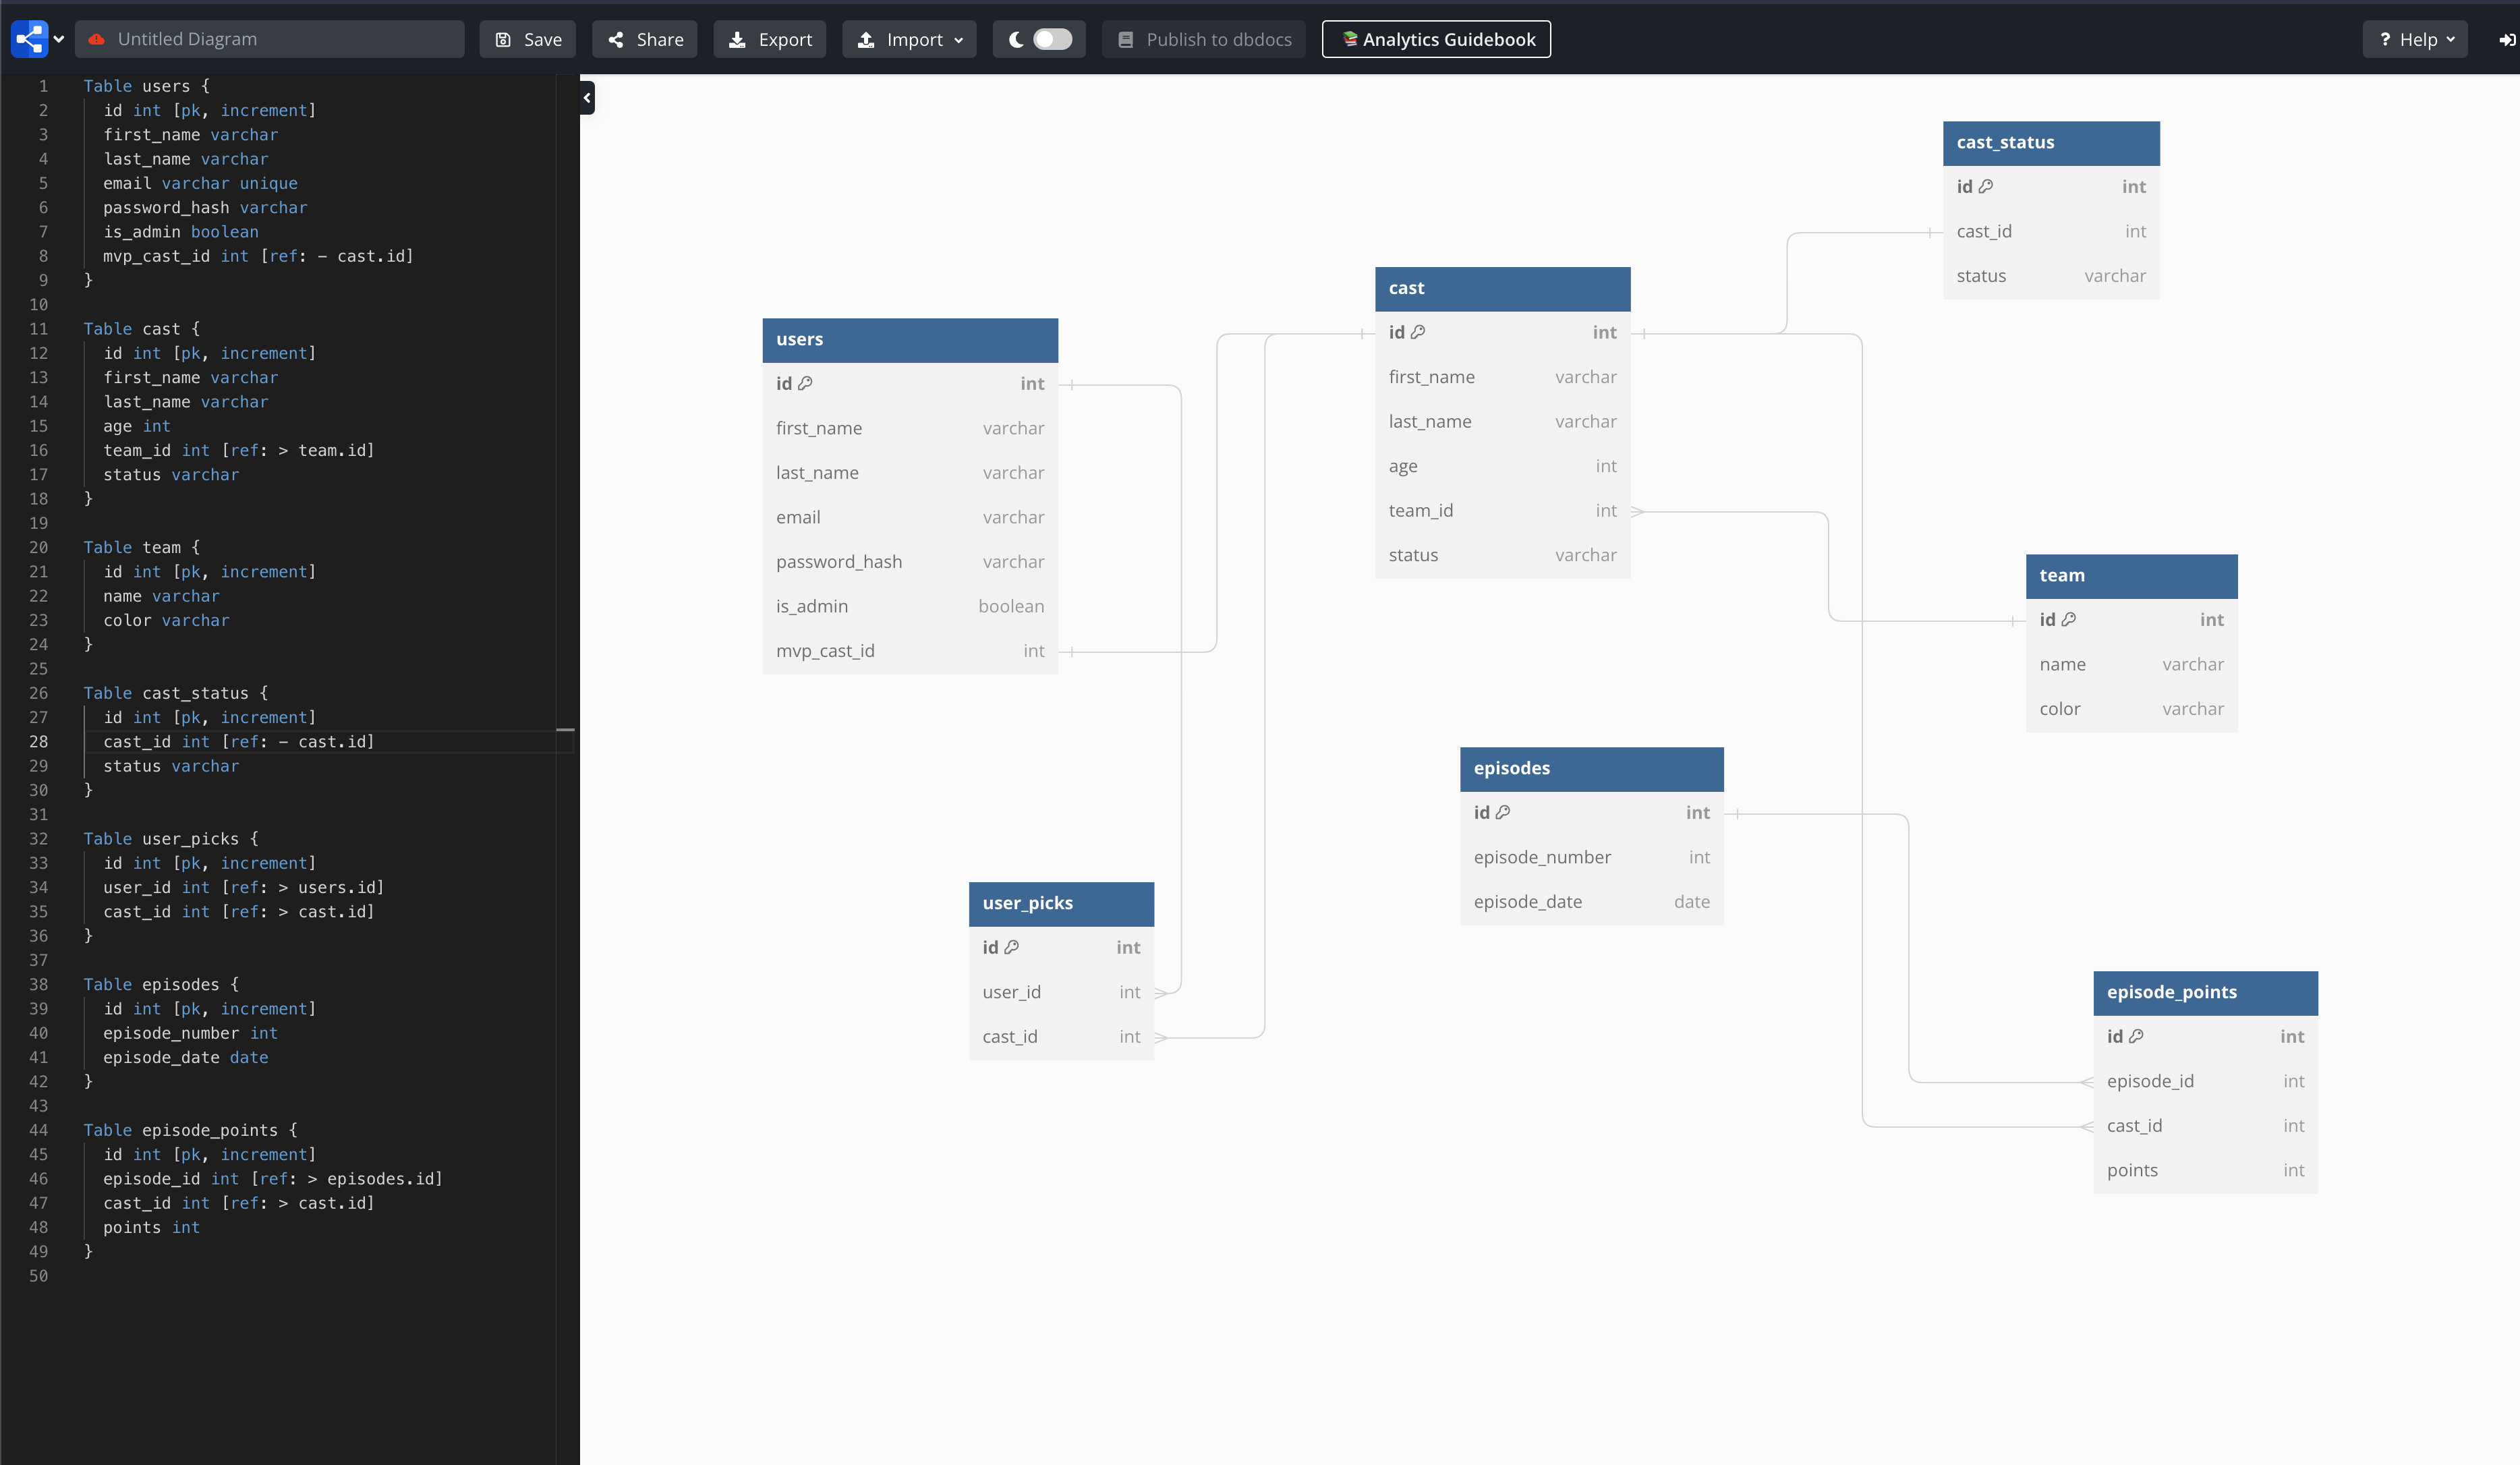 Untitled Diagram
Save
Share
Export
Import
Publish to dbdocs
Analytics Guidebook
? Help
1 Table users {
2 id int [pk, increment]
3 first_name varchar
4 last_name varchar
5 email varchar unique
6 password_hash varchar
7 is_admin boolean
8 mvp_cast_id int [ref: - cast.id]
9 }
10
11 Table cast {
12 id int [pk, increment]
13 first_name varchar
14 last_name varchar
15 age int
16 team_id int [ref: > team.id]
17 status varchar
18 }
19
20 Table team {
21 id int [pk, increment]
22 name varchar
23 color varchar
24 }
25
26 Table cast_status {
27 id int [pk, increment]
28 cast_id int [ref: - cast.id]
29 status varchar
30 }
31
32 Table user_picks {
33 id int [pk, increment]
34 user_id int [ref: > users.id]
35 cast_id int [ref: > cast.id]
36 }
37
38 Table episodes {
39 id int [pk, increment]
40 episode_number int
41 episode_date date
42 }
43
44 Table episode_points {
45 id int [pk, increment]
46 episode_id int [ref: > episodes.id]
47 cast_id int [ref: > cast.id]
48 points int
49 }
50
users
id int
first_name varchar
last_name varchar
email varchar
password_hash varchar
is_admin boolean
mvp_cast_id int
cast
id int
first_name varchar
last_name varchar
age int
team_id int
status varchar
cast_status
id int
cast_id int
status varchar
team
id int
name varchar
color varchar
episodes
id int
episode_number int
episode_date date
user_picks
id int
user_id int
cast_id int
episode_points
id int
episode_id int
cast_id int
points int